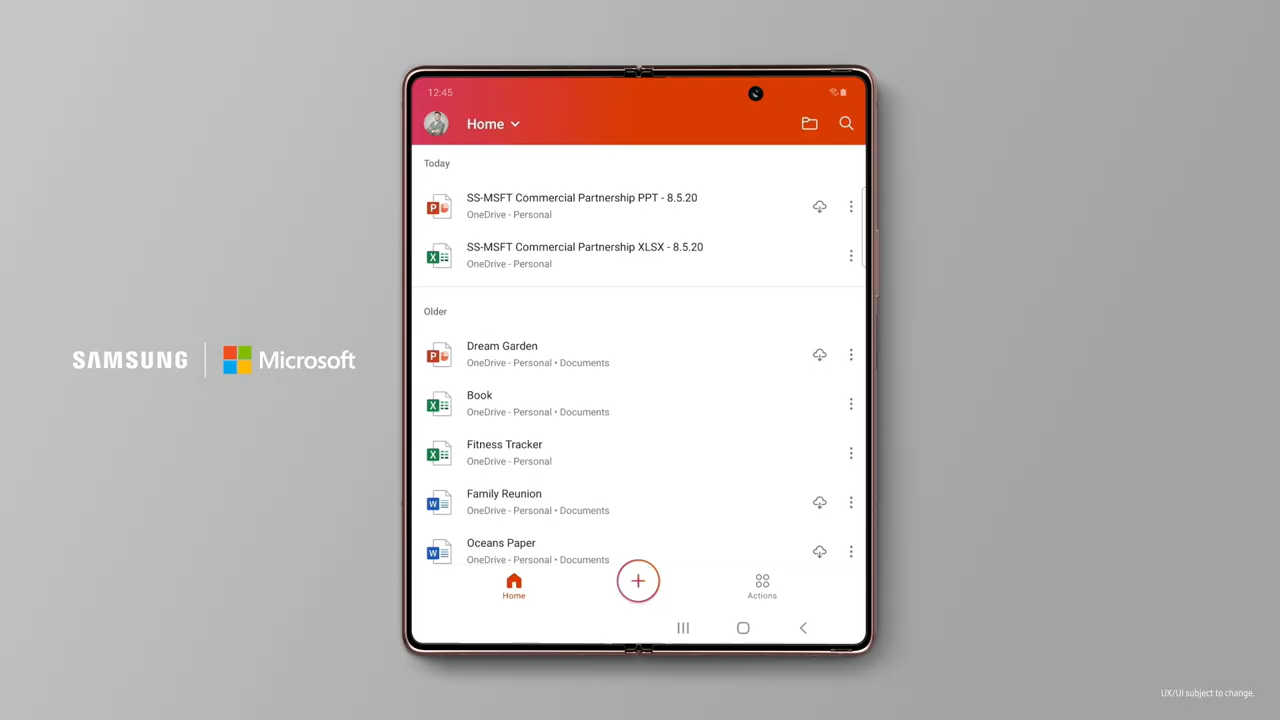 SAMSUNG
Microsoft
12:45
Home
Today
SS-MSFT Commercial Partnership PPT - 8.5.20
OneDrive - Personal
SS-MSFT Commercial Partnership XLSX - 8.5.20
OneDrive - Personal
Older
Dream Garden
OneDrive - Personal • Documents
Book
OneDrive - Personal • Documents
Fitness Tracker
OneDrive - Personal
Family Reunion
OneDrive - Personal • Documents
Oceans Paper
OneDrive - Personal • Documents
Home
Actions
UX/UI subject to change.